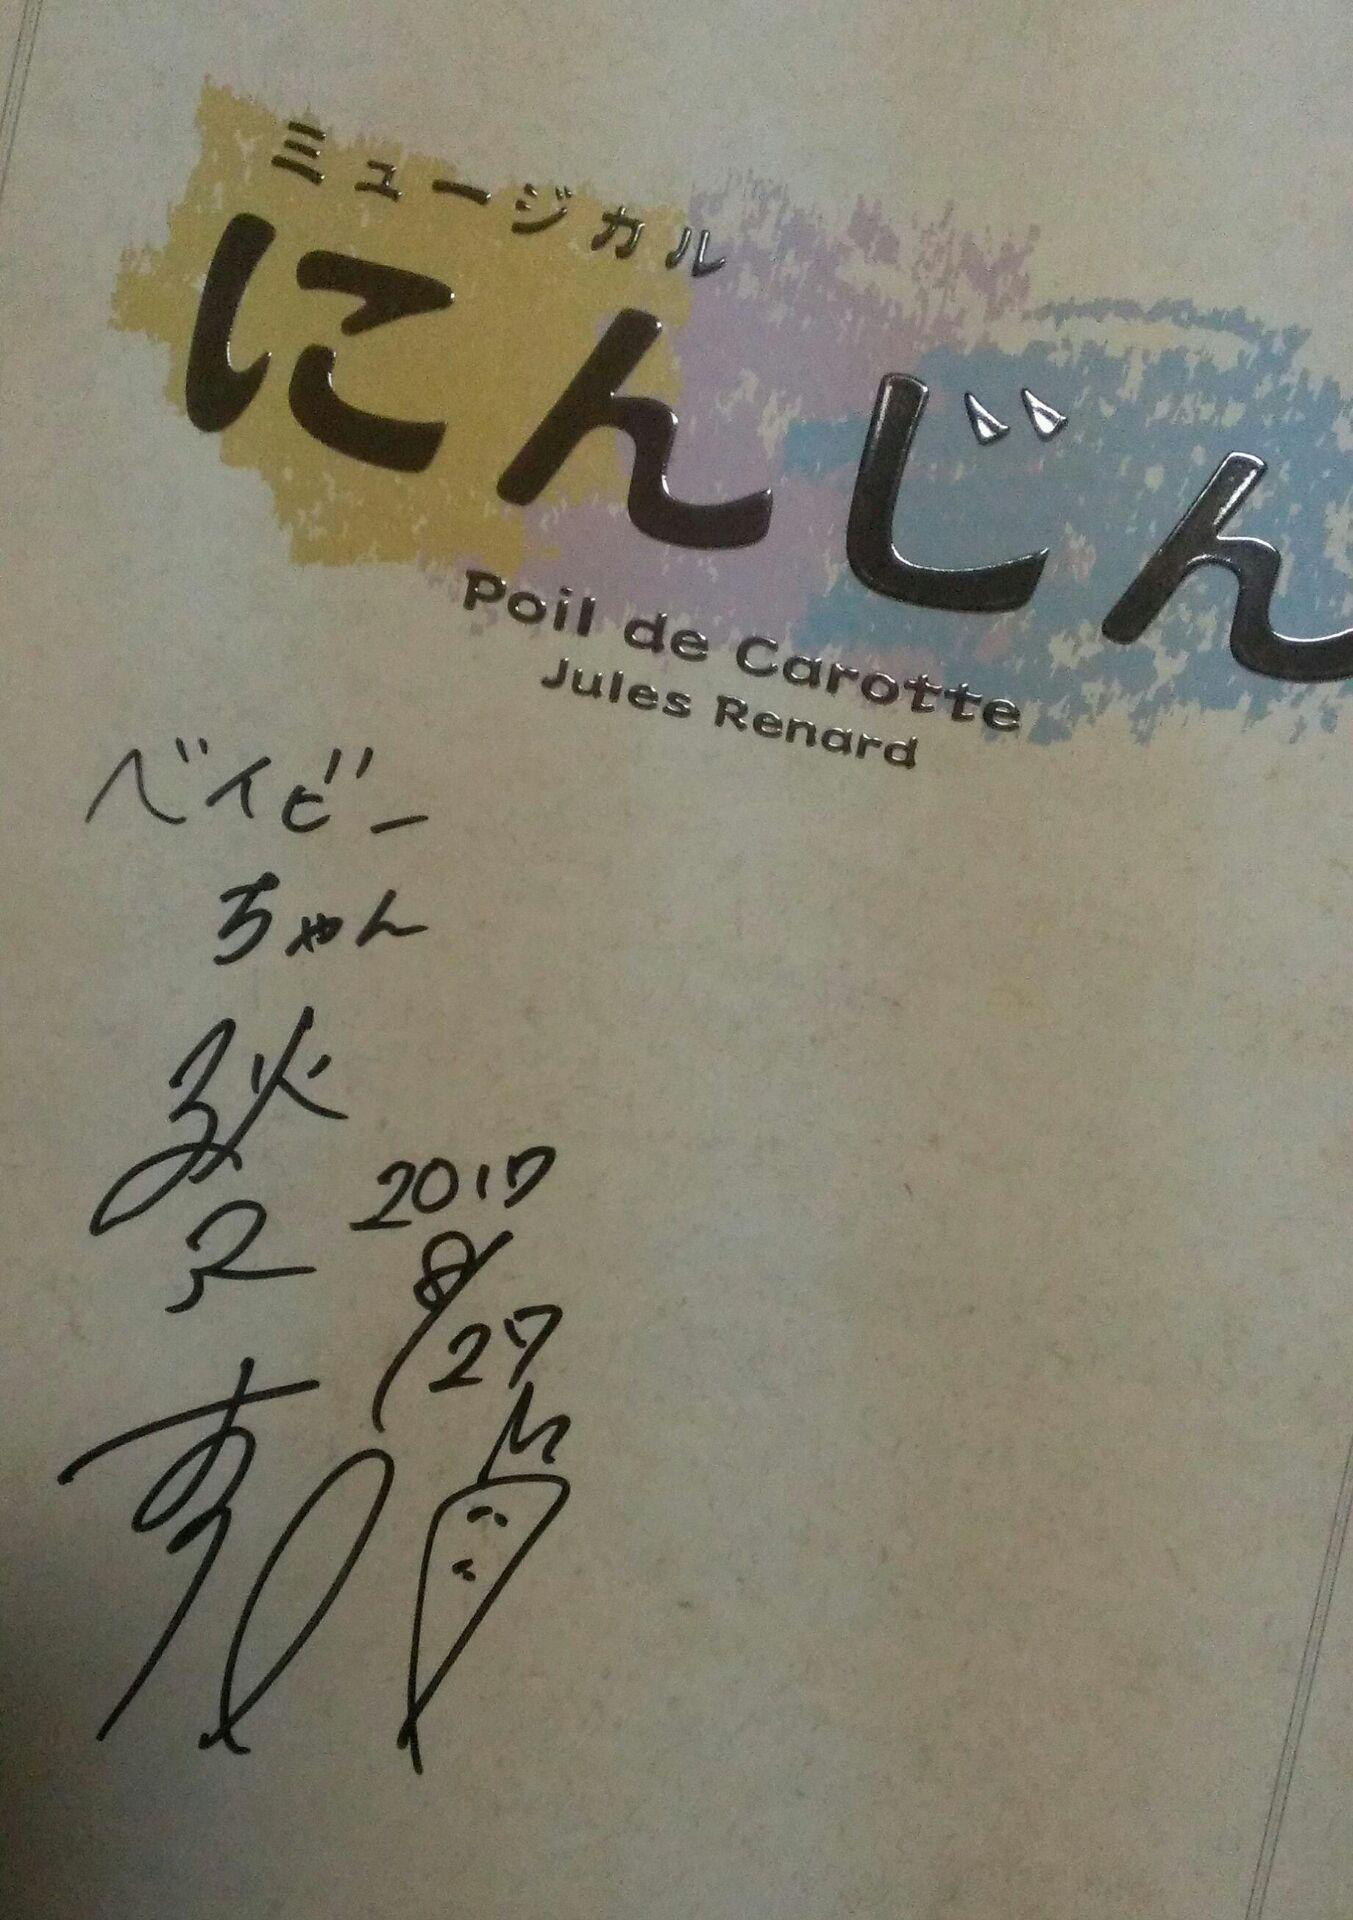 ミュージカル
にんじん
Poil de Carotte
Jules Renard
ベイビー
ちゃん
2017
8/27